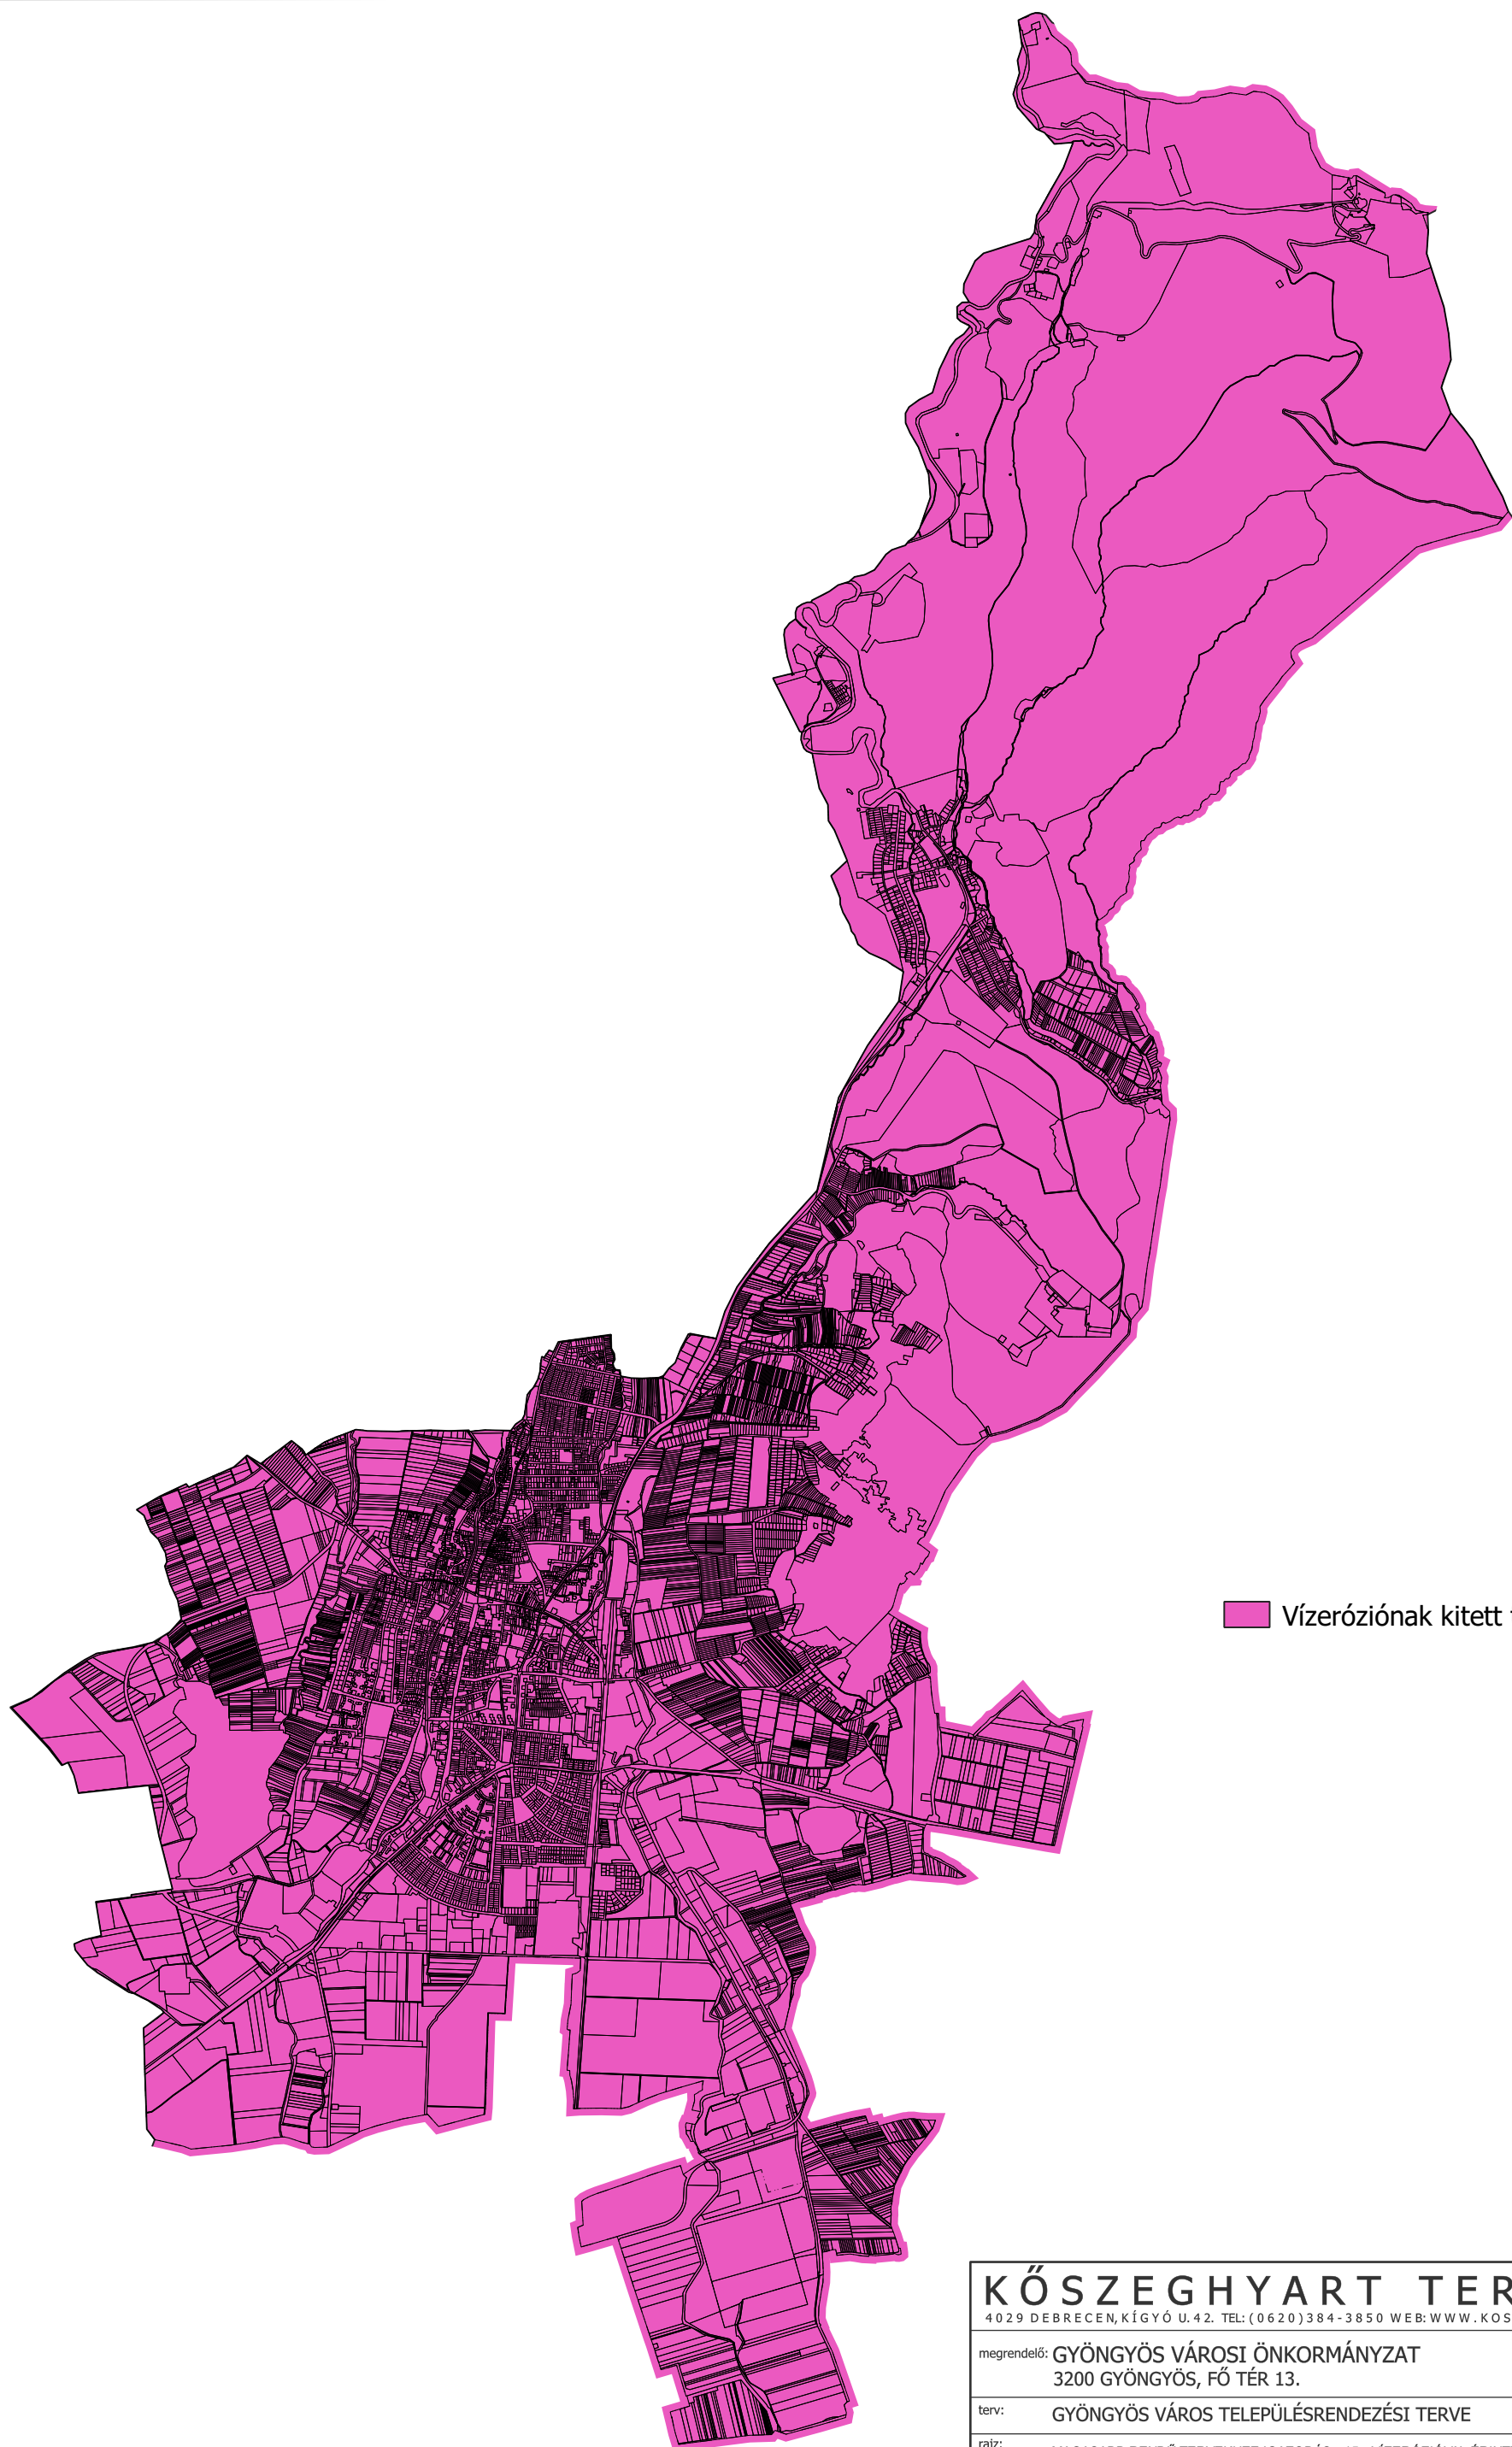 Vízeróziónak kitett
KŐSZEGHYART TER
4029 DEBRECEN, KÍGYÓ U. 42. TEL: (0620)384-3850 WEB: WWW.KOS
megrendelő: GYÖNGYÖS VÁROSI ÖNKORMÁNYZAT
3200 GYÖNGYÖS, FŐ TÉR 13.
terv: GYÖNGYÖS VÁROS TELEPÜLÉSRENDEZÉSI TERVE
rajz: